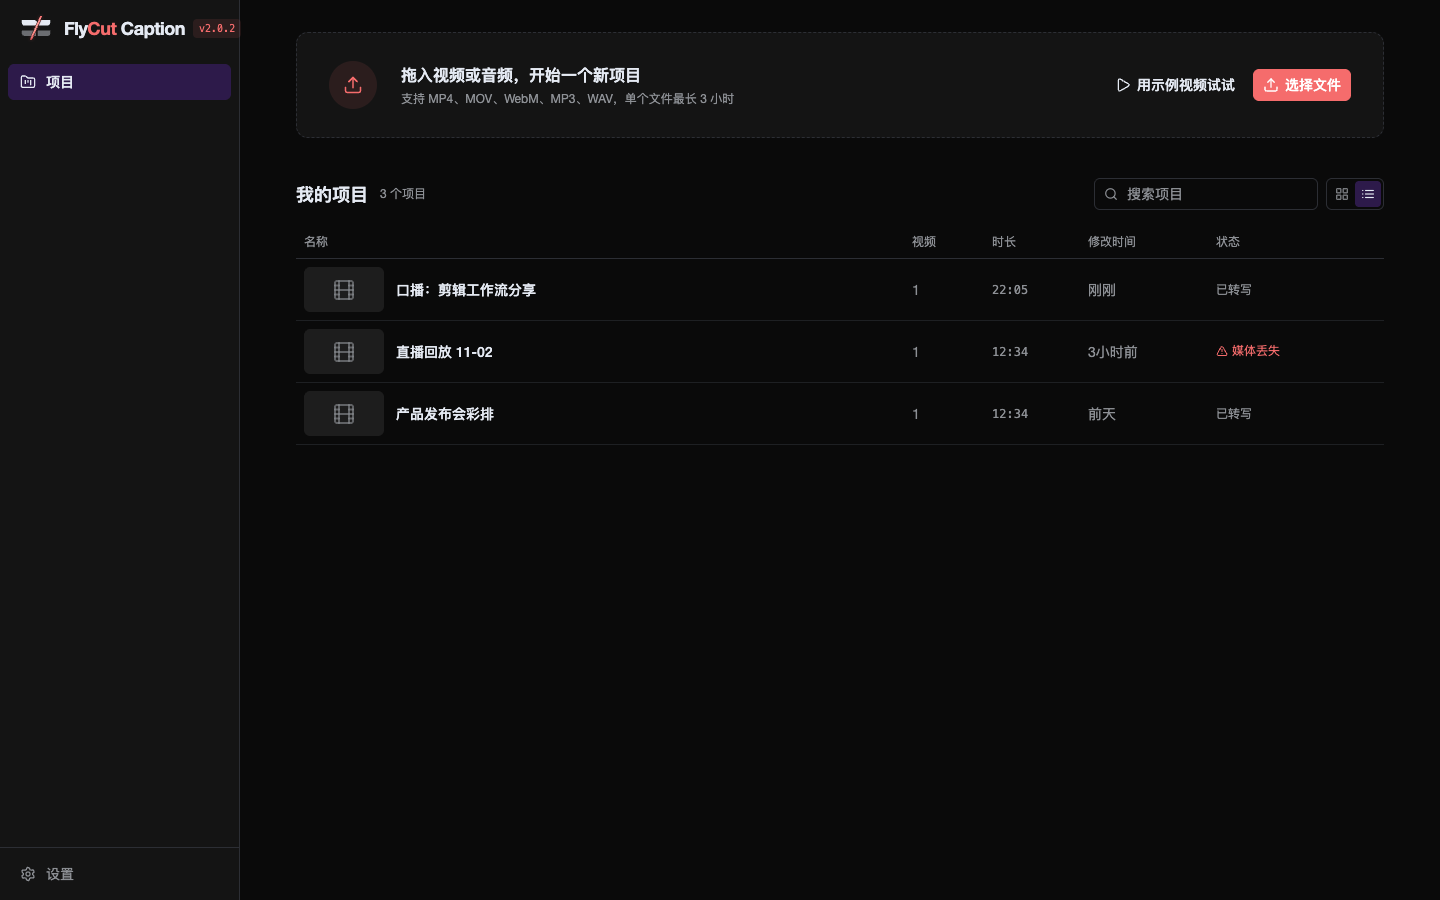 FlyCut Caption v2.0.2
项目
拖入视频或音频，开始一个新项目
支持 MP4、MOV、WebM、MP3、WAV，单个文件最长 3 小时
用示例视频试试
选择文件
我的项目 3 个项目
搜索项目
名称 视频 时长 修改时间 状态
口播：剪辑工作流分享 1 22:05 刚刚 已转写
直播回放 11-02 1 12:34 3小时前 媒体丢失
产品发布会彩排 1 12:34 前天 已转写
设置